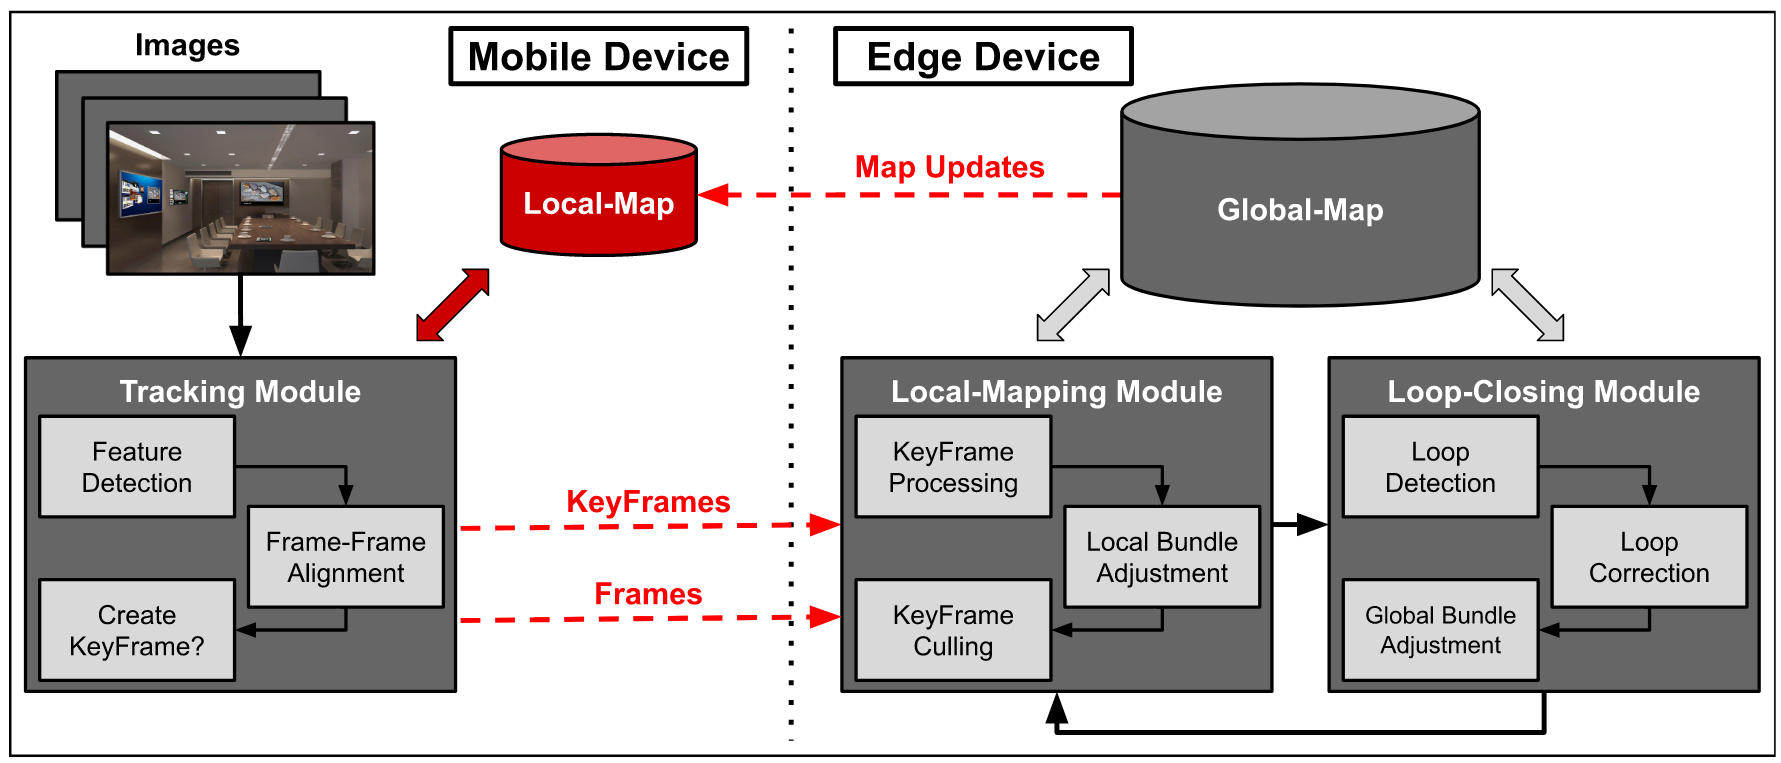 Images
Mobile Device
Edge Device
Local-Map
Map Updates
Global-Map
Tracking Module
Feature
Detection
Frame-Frame
Alignment
Create
KeyFrame?
KeyFrames
Frames
Local-Mapping Module
KeyFrame
Processing
Local Bundle
Adjustment
KeyFrame
Culling
Loop-Closing Module
Loop
Detection
Loop
Correction
Global Bundle
Adjustment